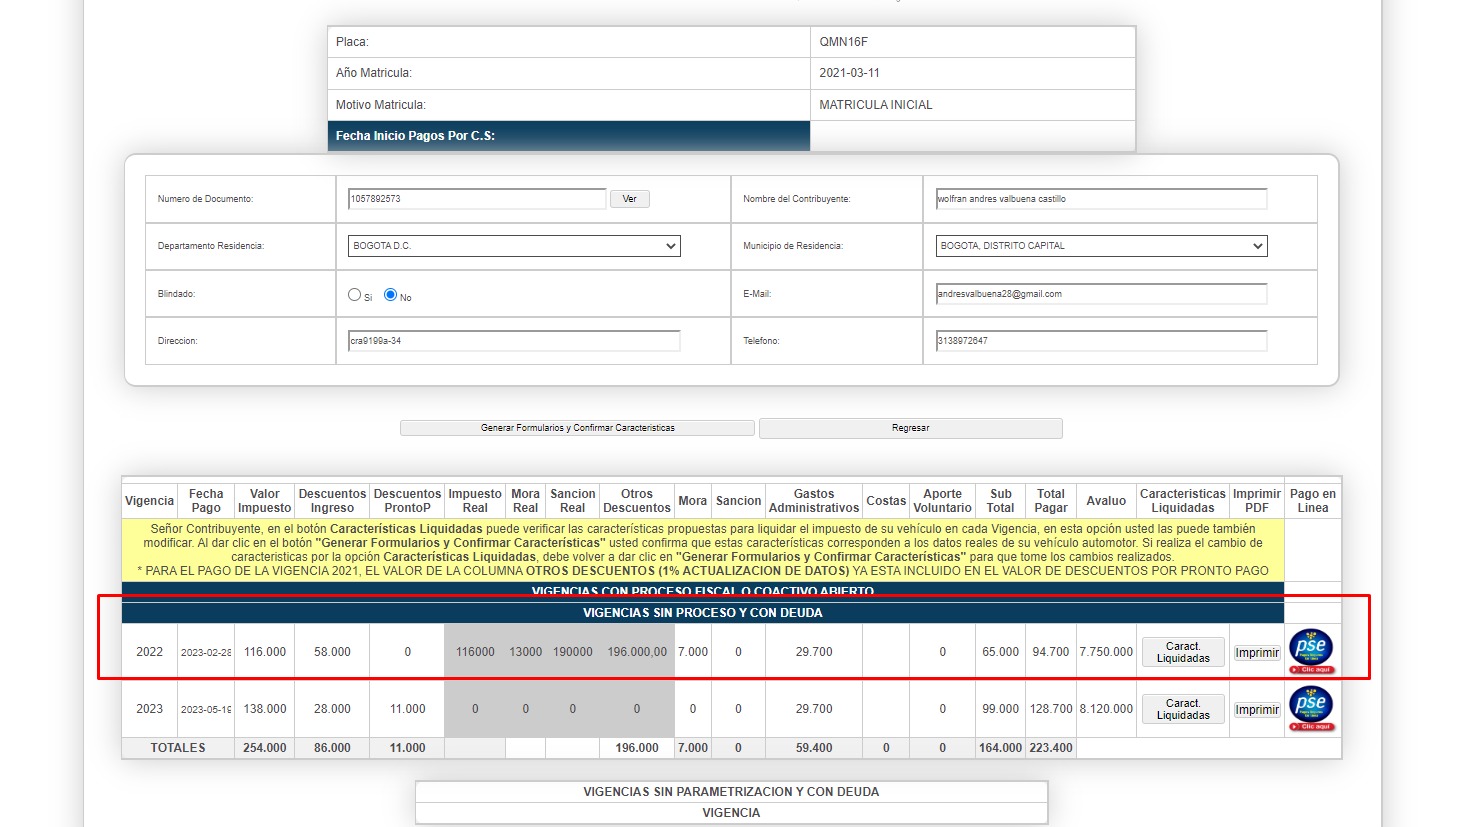 Placa: QMN16F
Año Matricula: 2021-03-11
Motivo Matricula: MATRICULA INICIAL
Fecha Inicio Pagos Por C.S:
Numero de Documento: 1057892573 Ver Nombre del Contribuyente: wolfran andres valbuena castillo
Departamento Residencia: BOGOTA D.C. Municipio de Residencia: BOGOTA, DISTRITO CAPITAL
Blindado: Si No E-Mail: andresvalbuena28@gmail.com
Direccion: cra9199a-34 Telefono: 3138972647
Generar Formularios y Confirmar Caracteristicas Regresar
Vigencia Fecha Pago Valor Impuesto Descuentos Ingreso Descuentos ProntoP Impuesto Real Mora Real Sancion Real Otros Descuentos Mora Sancion Gastos Administrativos Costas Aporte Voluntario Sub Total Total Pagar Avaluo Caracteristicas Liquidadas Imprimir PDF Pago en Linea
Señor Contribuyente, en el botón Características Liquidadas puede verificar las características propuestas para liquidar el impuesto de su vehículo en cada Vigencia, en esta opción usted las puede también
modificar. Al dar clic en el botón "Generar Formularios y Confirmar Características" usted confirma que estas características corresponden a los datos reales de su vehículo automotor. Si realiza el cambio de
caracteristicas por la opción Características Liquidadas, debe volver a dar clic en "Generar Formularios y Confirmar Características" para que tome los cambios realizados.
* PARA EL PAGO DE LA VIGENCIA 2021, EL VALOR DE LA COLUMNA OTROS DESCUENTOS (1% ACTUALIZACION DE DATOS) YA ESTA INCLUIDO EN EL VALOR DE DESCUENTOS POR PRONTO PAGO
VIGENCIAS CON PROCESO FISCAL O COACTIVO ABIERTO
VIGENCIAS SIN PROCESO Y CON DEUDA
2022 2023-02-28 116.000 58.000 0 116000 13000 190000 196.000,00 7.000 0 29.700 0 65.000 94.700 7.750.000 Caract. Liquidadas Imprimir pse Clic aquí
2023 2023-05-19 138.000 28.000 11.000 0 0 0 0 0 0 29.700 0 99.000 128.700 8.120.000 Caract. Liquidadas Imprimir pse Clic aquí
TOTALES 254.000 86.000 11.000 196.000 7.000 0 59.400 0 0 164.000 223.400
VIGENCIAS SIN PARAMETRIZACION Y CON DEUDA
VIGENCIA